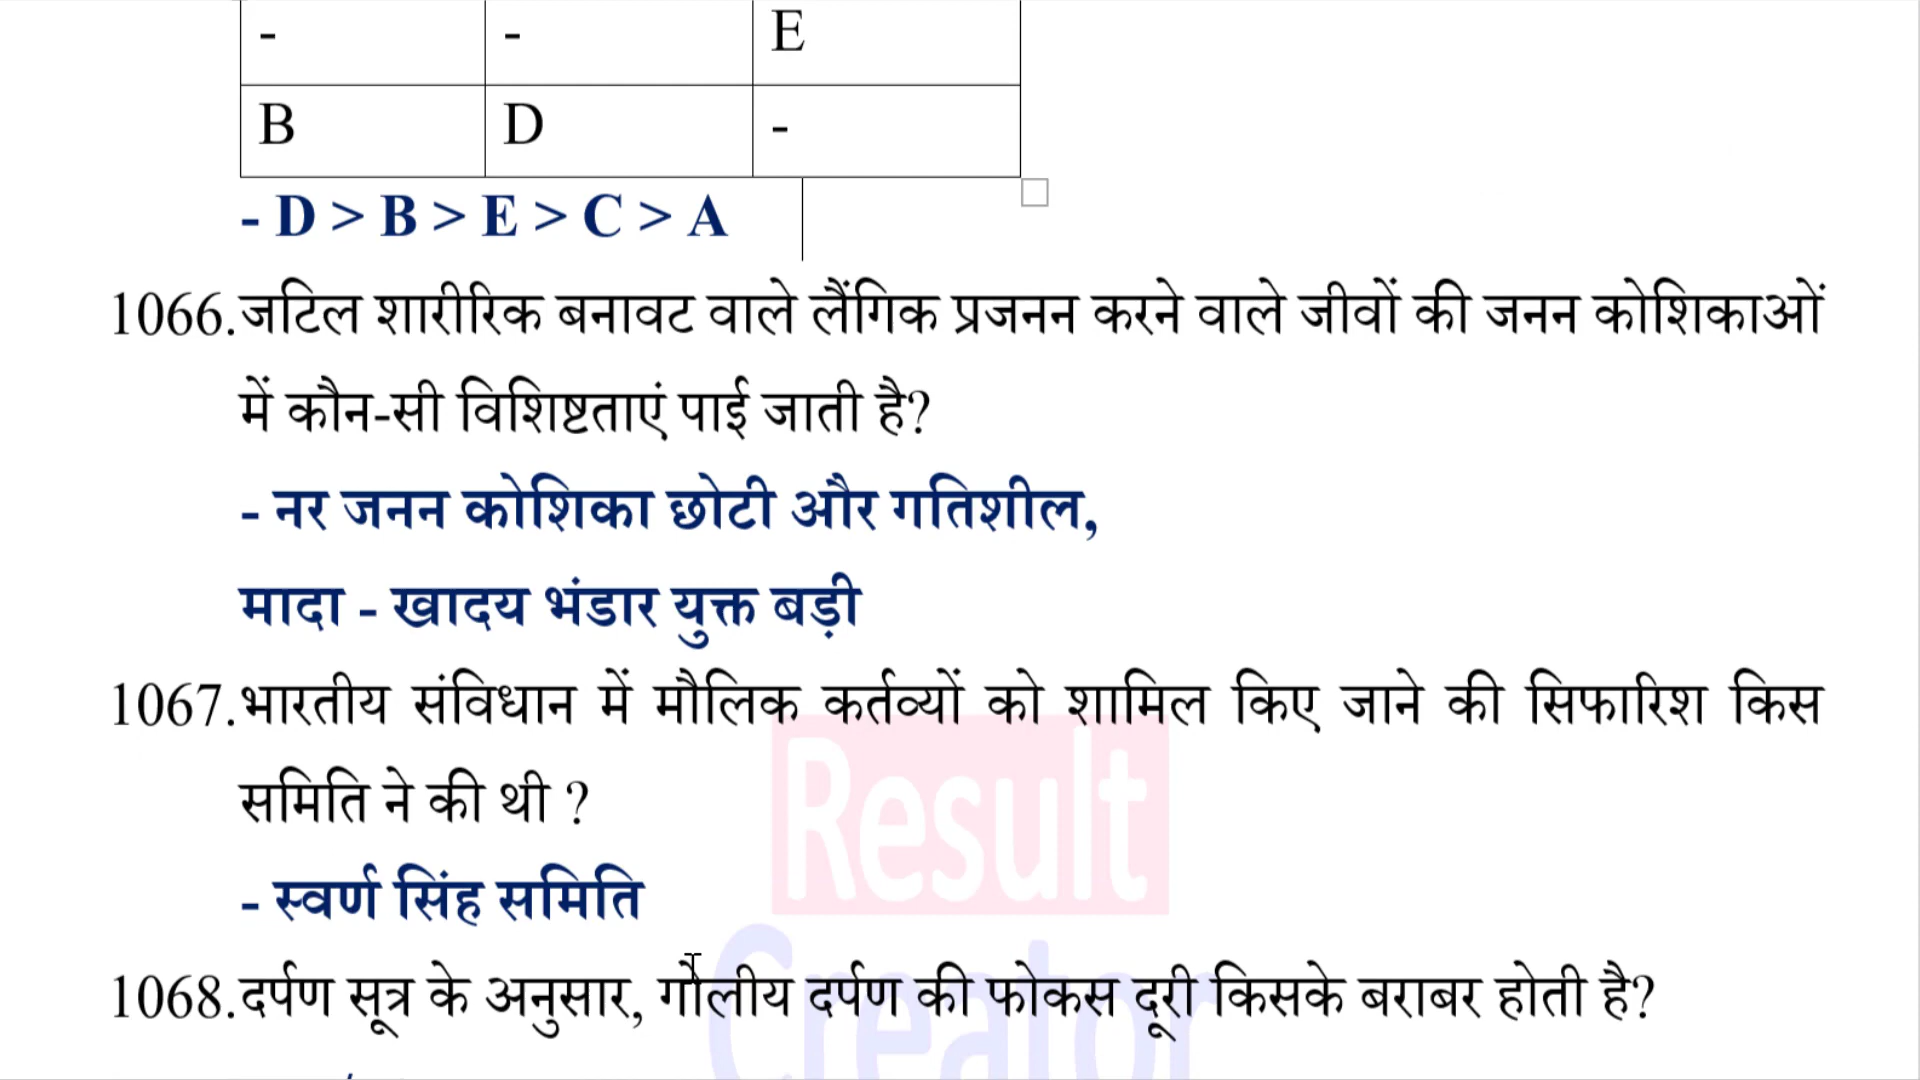 - - E
B D -
- D > B > E > C > A
1066. जटिल शारीरिक बनावट वाले लैंगिक प्रजनन करने वाले जीवों की जनन कोशिकाओं
में कौन-सी विशिष्टताएं पाई जाती है?
- नर जनन कोशिका छोटी और गतिशील,
मादा - खादय भंडार युक्त बड़ी
1067. भारतीय संविधान में मौलिक कर्तव्यों को शामिल किए जाने की सिफारिश किस
समिति ने की थी ?
- स्वर्ण सिंह समिति
1068. दर्पण सूत्र के अनुसार, गोलीय दर्पण की फोकस दूरी किसके बराबर होती है?
Result
Creator